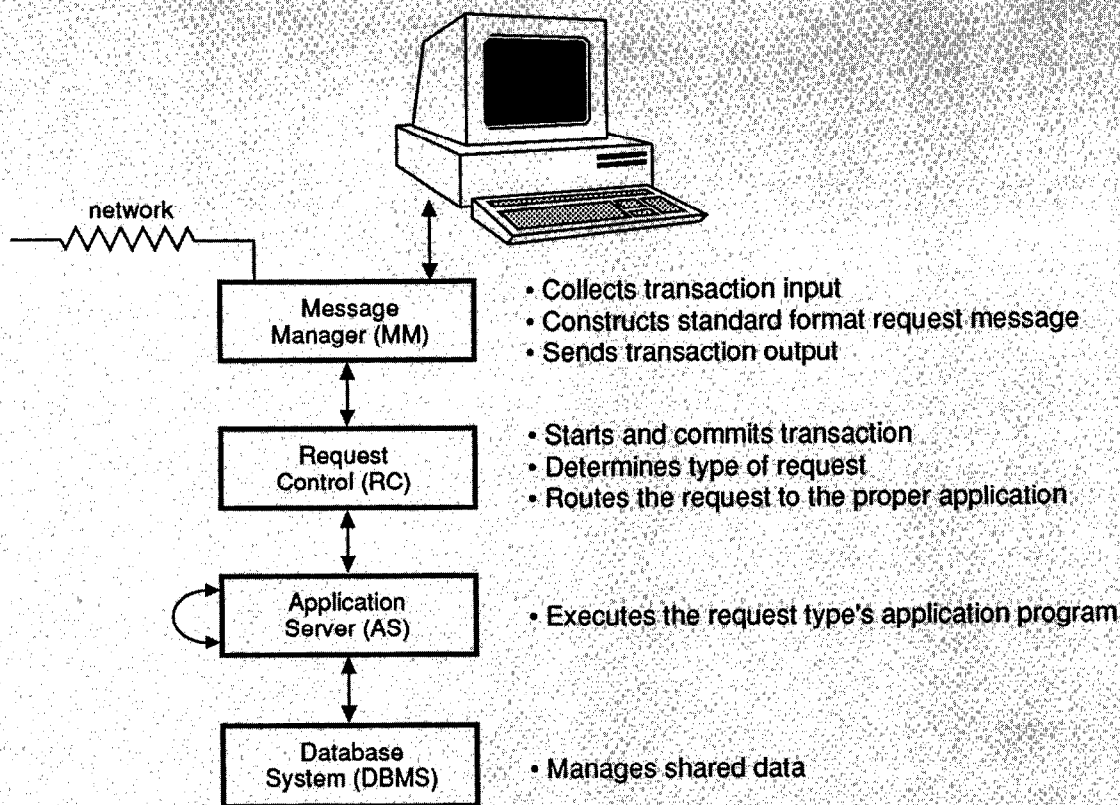 network
Message
Manager (MM)
• Collects transaction input
• Constructs standard format request message
• Sends transaction output
Request
Control (RC)
• Starts and commits transaction
• Determines type of request
• Routes the request to the proper application
Application
Server (AS)
• Executes the request type's application program
Database
System (DBMS)
• Manages shared data